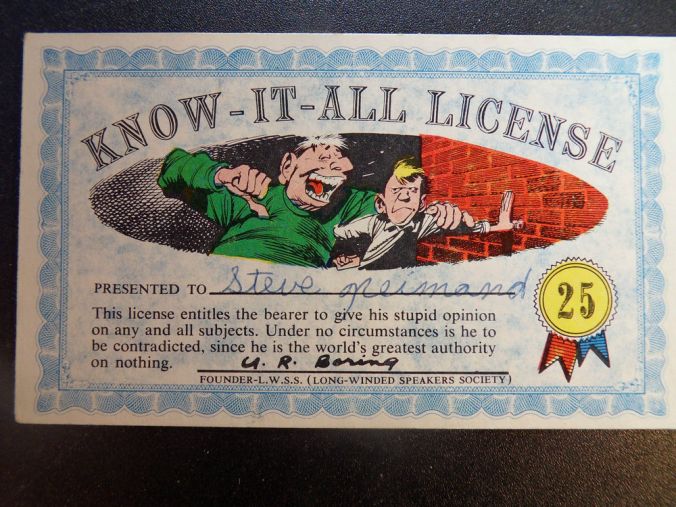 KNOW-IT-ALL LICENSE
PRESENTED TO Steve Neimand
This license entitles the bearer to give his stupid opinion
on any and all subjects. Under no circumstances is he to
be contradicted, since he is the world's greatest authority
on nothing. U. R. Boring
FOUNDER-L.W.S.S. (LONG-WINDED SPEAKERS SOCIETY)
25